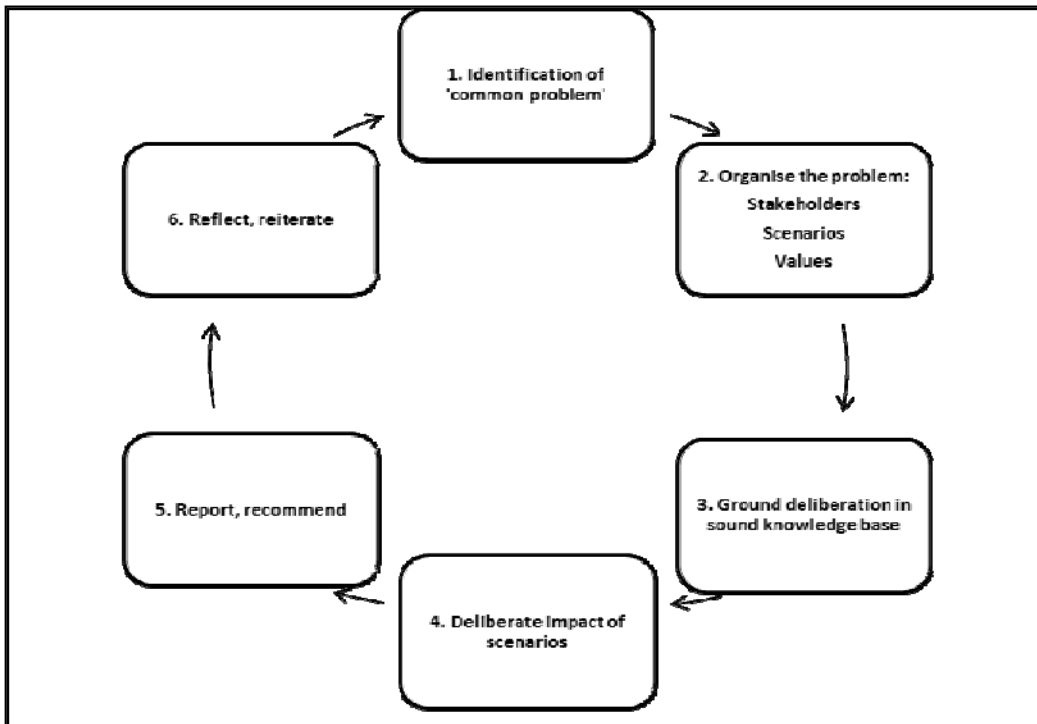 1. Identification of
'common problem'
2. Organise the problem:
Stakeholders
Scenarios
Values
3. Ground deliberation in
sound knowledge base
4. Deliberate impact of
scenarios
5. Report, recommend
6. Reflect, reiterate